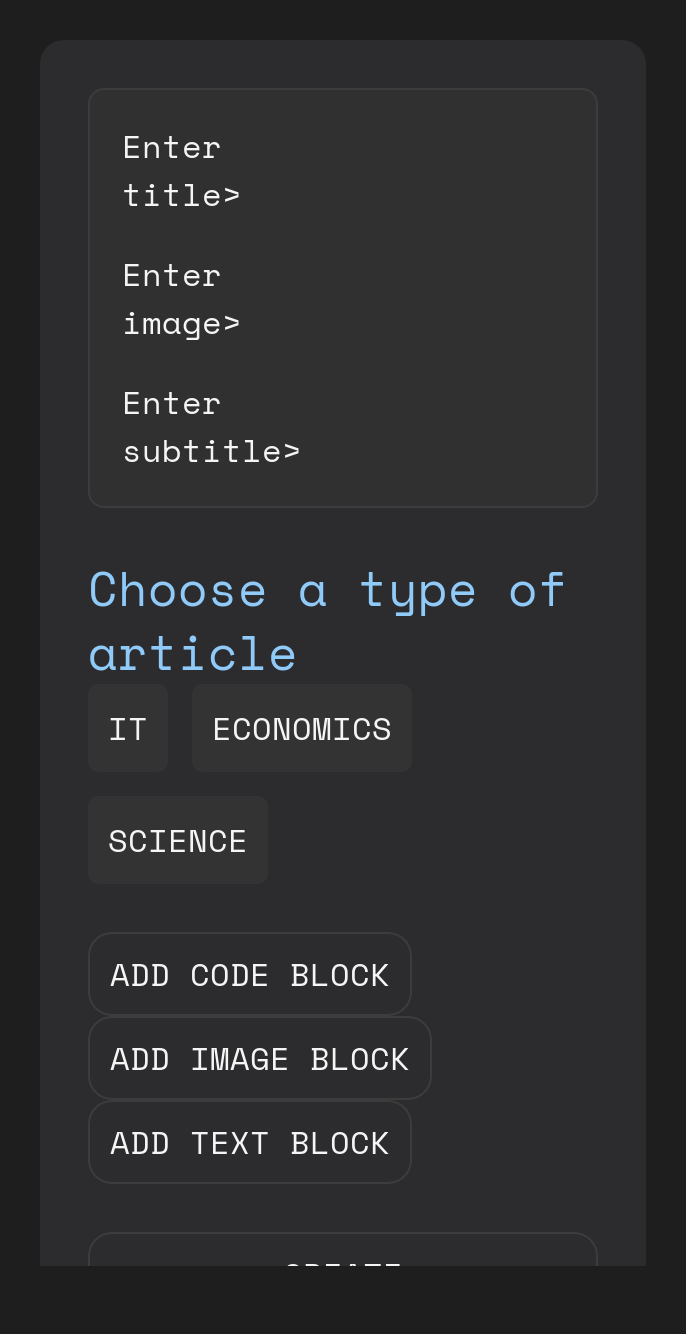 Enter
title>
Enter
image>
Enter
subtitle>
Choose a type of
article
IT ECONOMICS
SCIENCE
ADD CODE BLOCK
ADD IMAGE BLOCK
ADD TEXT BLOCK